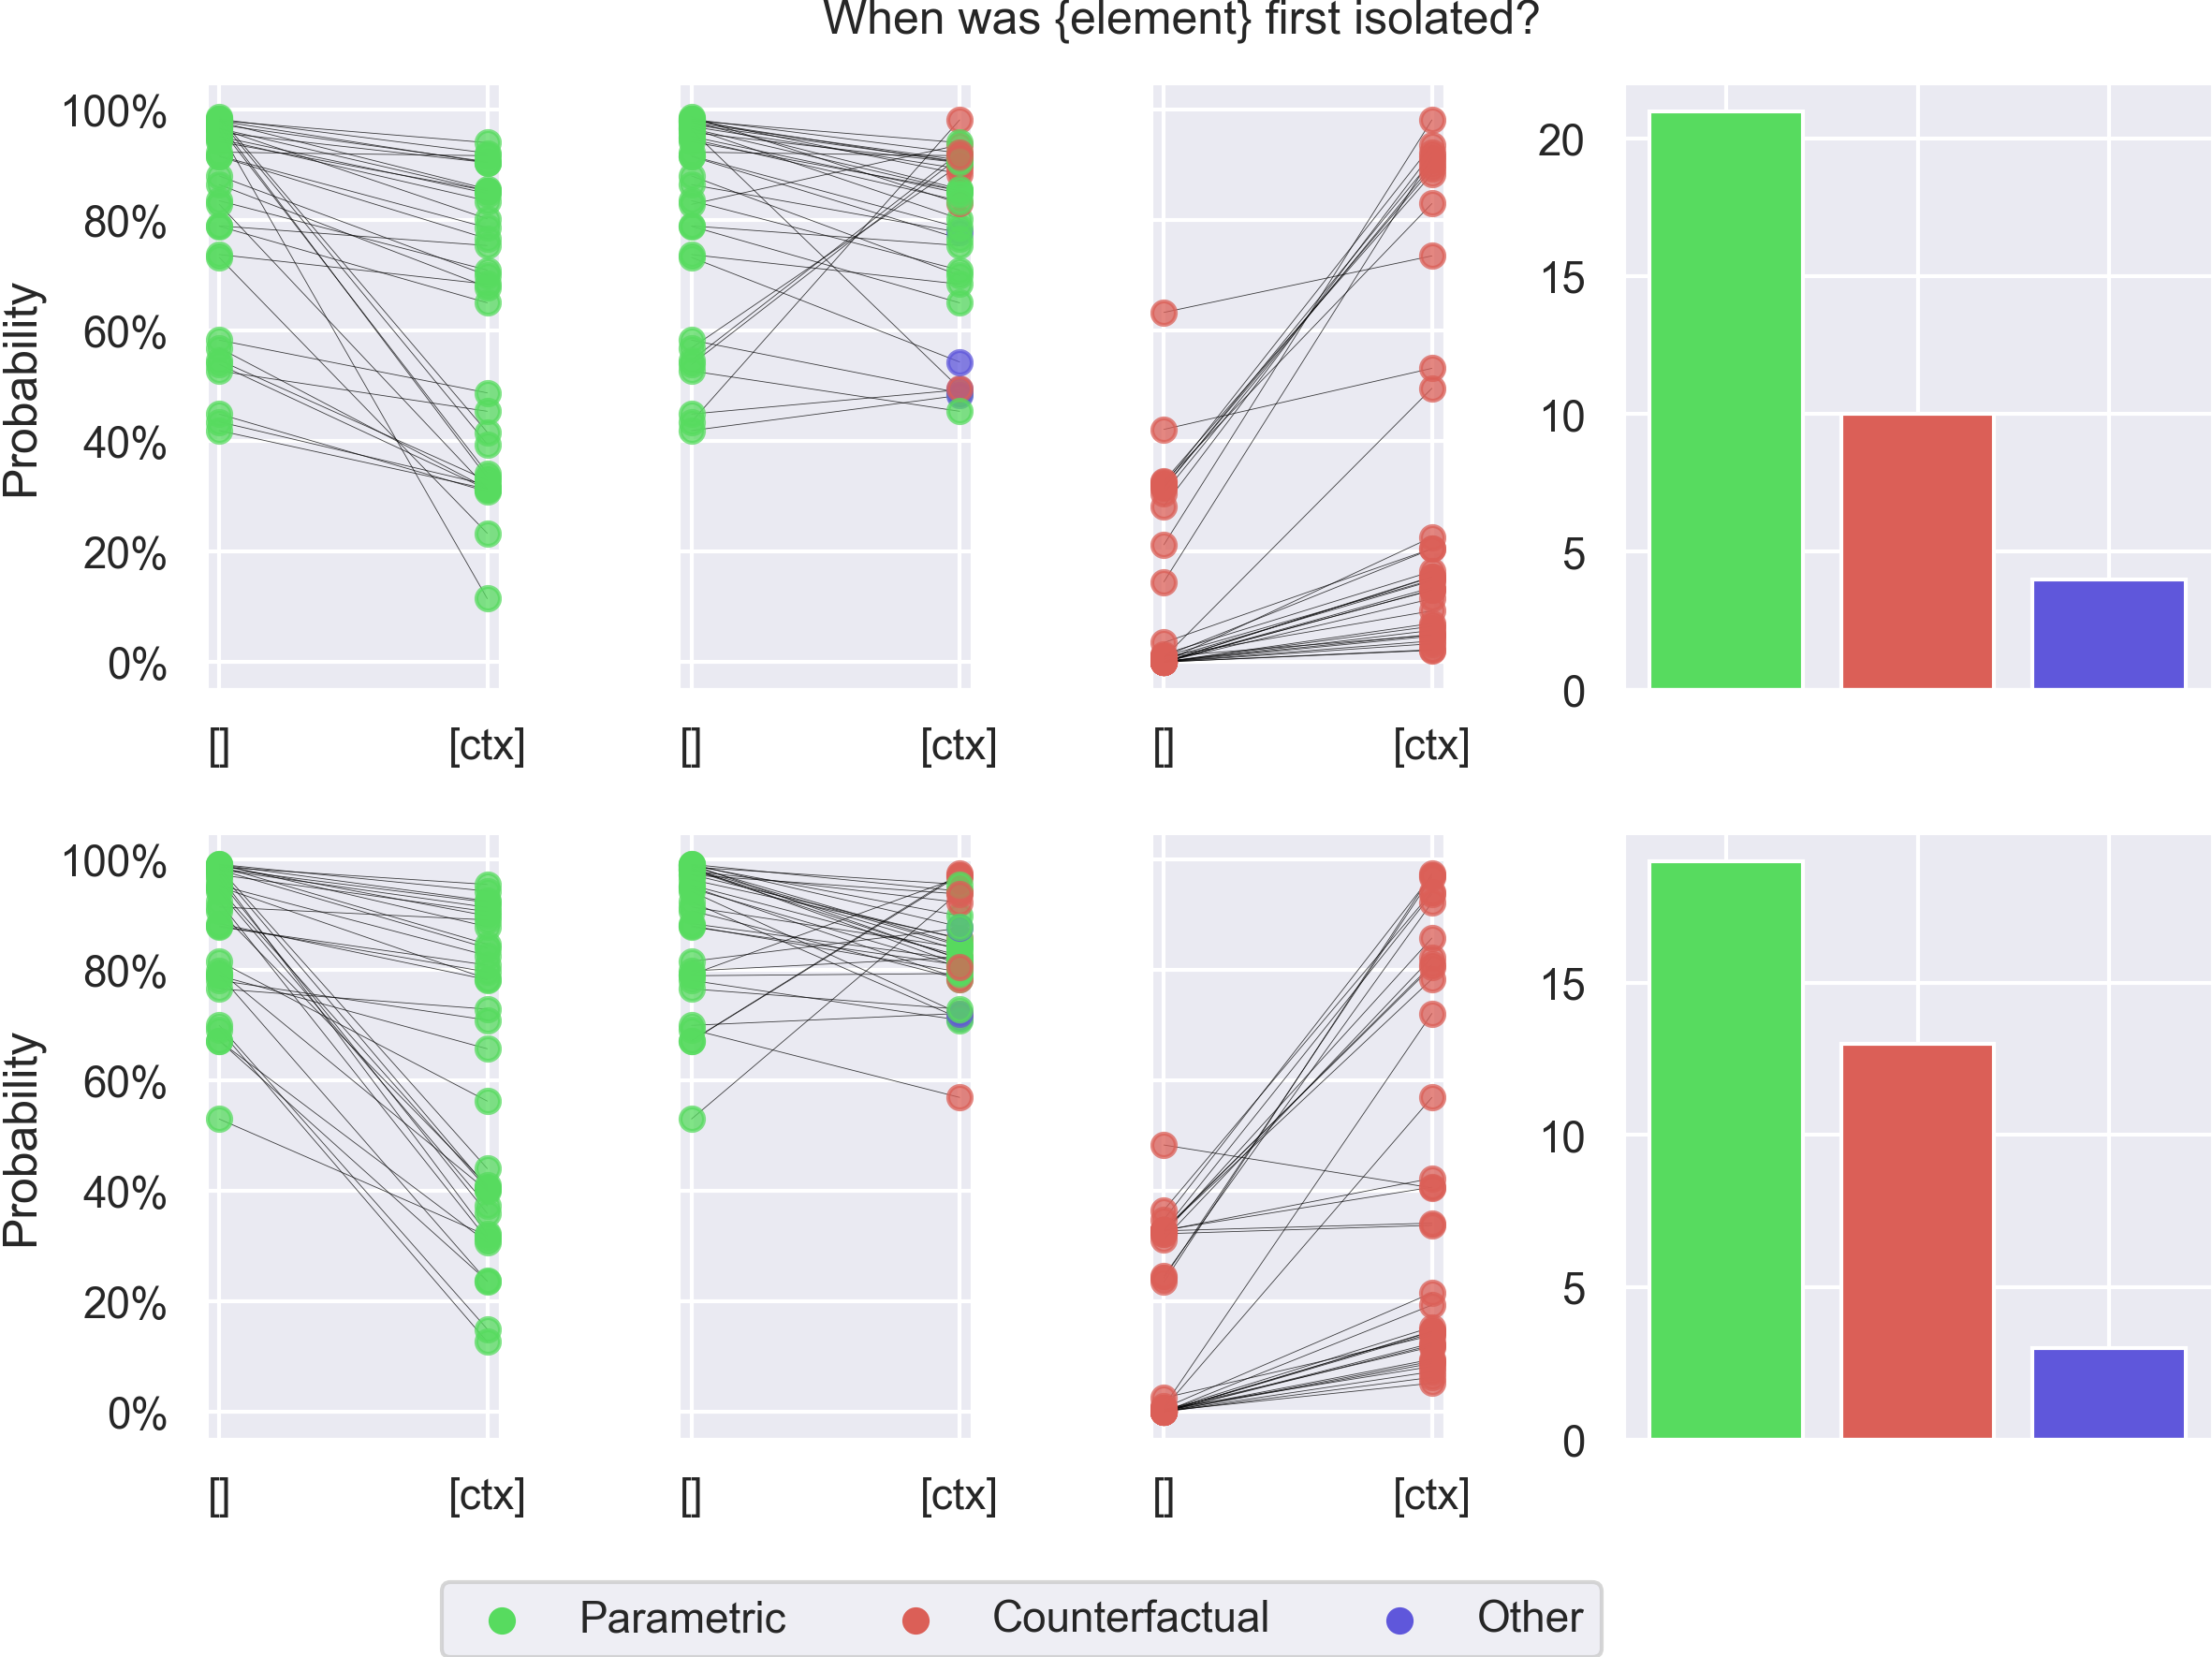 When was {element} first isolated?
Probability
100%
80%
60%
40%
20%
0%
[]
[ctx]
[]
[ctx]
[]
[ctx]
20
15
10
5
0
Probability
100%
80%
60%
40%
20%
0%
[]
[ctx]
[]
[ctx]
[]
[ctx]
15
10
5
0
Parametric
Counterfactual
Other